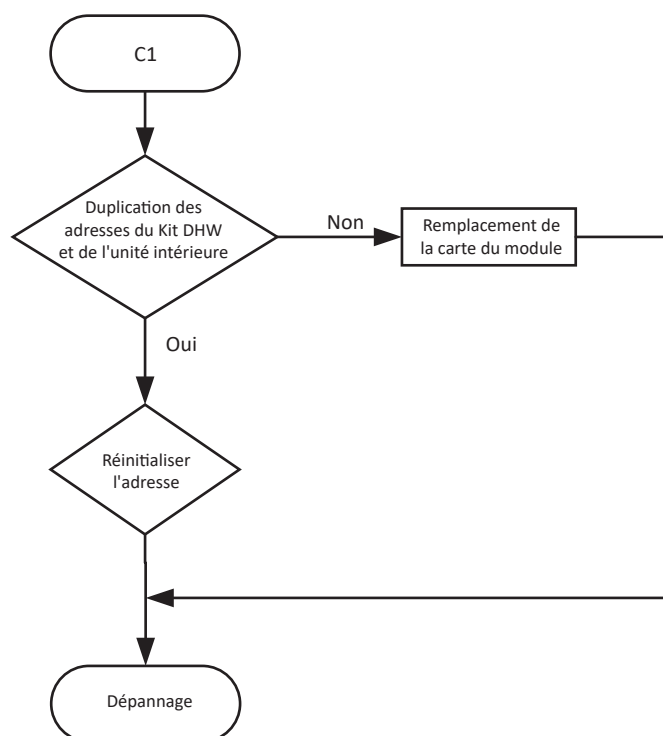 C1
Duplication des
adresses du Kit DHW
et de l'unité intérieure
Non
Remplacement de
la carte du module
Oui
Réinitialiser
l'adresse
Dépannage